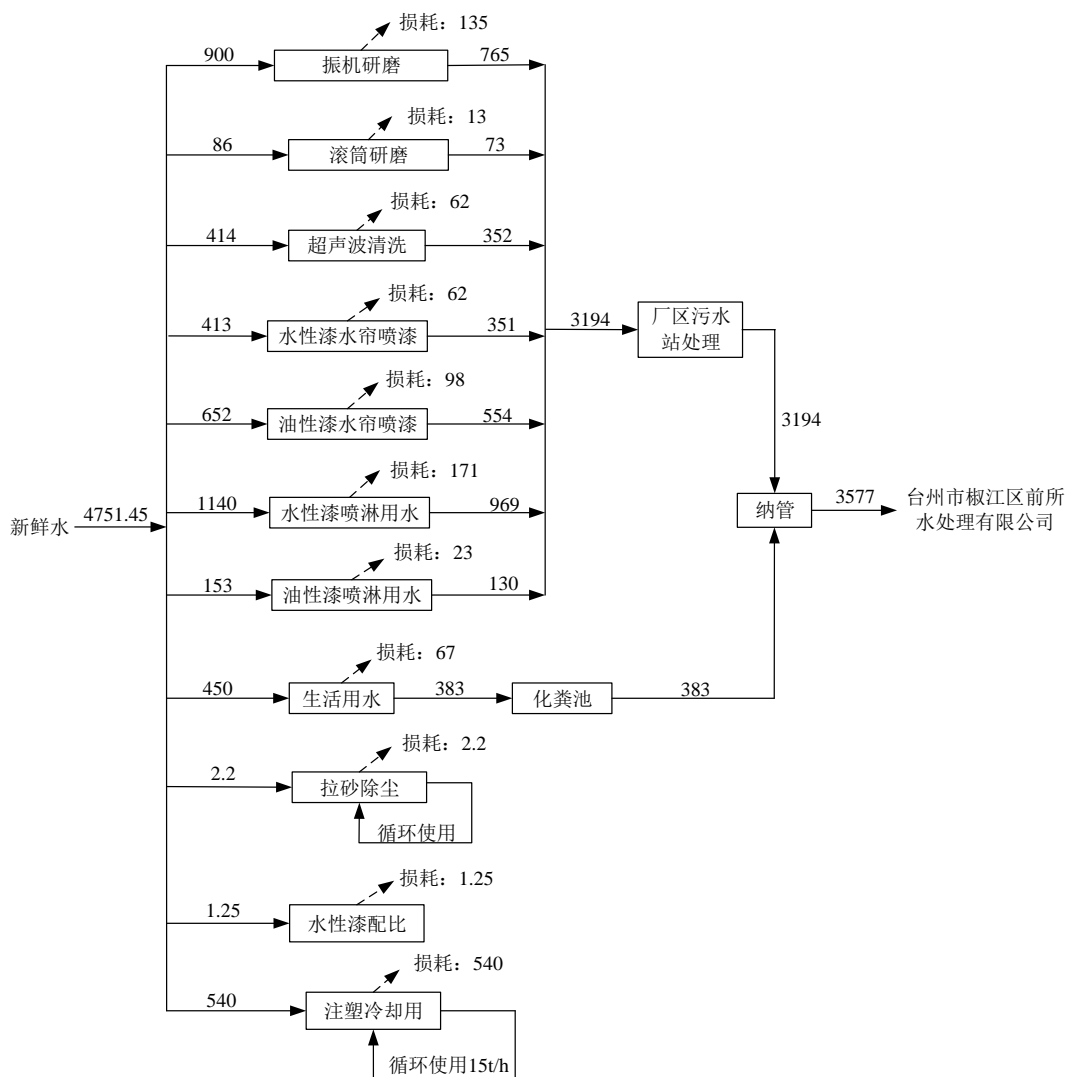 损耗：135
900
振机研磨
765
损耗：13
86
滚筒研磨
73
损耗：62
414
超声波清洗
352
损耗：62
413
水性漆水帘喷漆
351
3194
厂区污水
站处理
损耗：98
652
油性漆水帘喷漆
554
3194
损耗：171
新鲜水
4751.45
1140
水性漆喷淋用水
969
纳管
3577
台州市椒江区前所
水处理有限公司
损耗：23
153
油性漆喷淋用水
130
损耗：67
450
生活用水
383
化粪池
383
损耗：2.2
2.2
拉砂除尘
循环使用
损耗：1.25
1.25
水性漆配比
损耗：540
540
注塑冷却用
循环使用15t/h